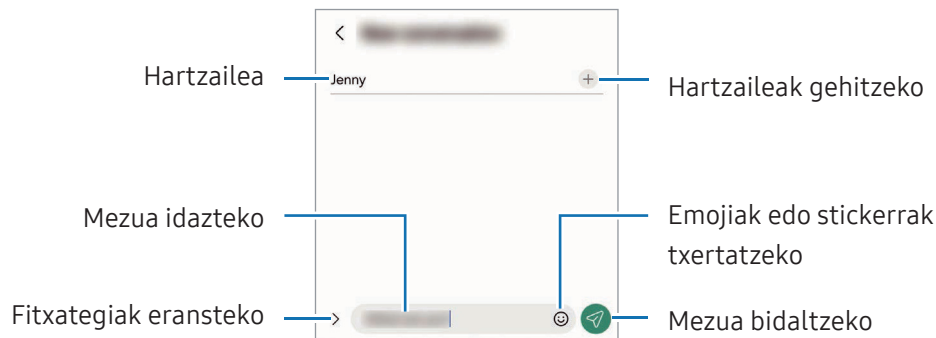 Hartzailea
Jenny
Hartzaileak gehitzeko
Mezua idazteko
Emojiak edo stickerrak
txertatzeko
Fitxategiak eransteko
Mezua bidaltzeko